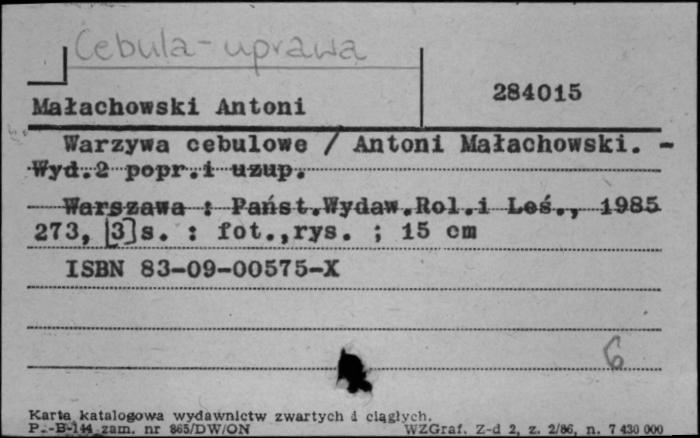 Cebula - uprawa
284015
Małachowski Antoni
Warzywa cebulowe / Antoni Małachowski. -
Wyd.2 popr.i uzup.
Warszawa : Państ.Wydaw.Rol.i Leś., 1985
273, [3]s. : fot.,rys. ; 15 cm
ISBN 83-09-00575-X
6
Karta katalogowa wydawnictw zwartych i ciągłych.
P.-B-144 zam. nr 865/DW/ON
WZGraf. Z-d 2, z. 2/86, n. 7 430 000